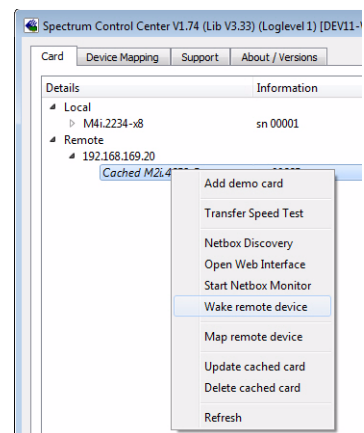 Spectrum Control Center V1.74 (Lib V3.33) (Loglevel 1) [DEV11-
Card Device Mapping Support About / Versions
Details Information
Local
M4i.2234-x8 sn 00001
Remote
192.168.169.20
Cached
Add demo card
Transfer Speed Test
Netbox Discovery
Open Web Interface
Start Netbox Monitor
Wake remote device
Map remote device
Update cached card
Delete cached card
Refresh